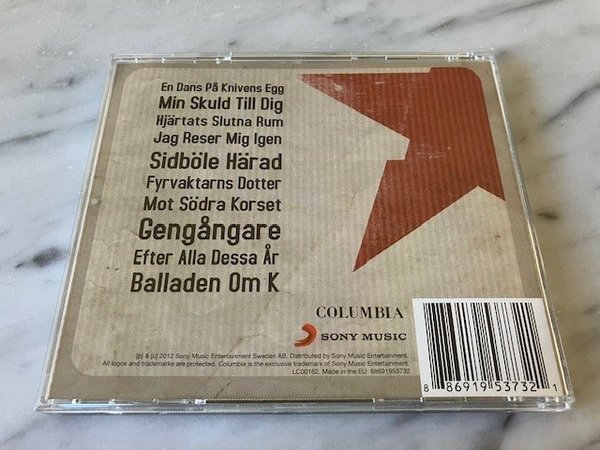 En Dans På Knivens Egg
Min Skuld Till Dig
Hjärtats Slutna Rum
Jag Reser Mig Igen
Sidböle Härad
Fyrvaktarns Dotter
Mot Södra Korset
Gengångare
Efter Alla Dessa År
Balladen Om K
COLUMBIA
SONY MUSIC
[p] & [c] 2012 Sony Music Entertainment Sweden AB. Distributed by Sony Music Entertainment.
All logos and trademarks are protected. Columbia is the exclusive trademark of Sony Music Entertainment.
LC00162. Made in the EU. 88691953732
8 86919 53732 1